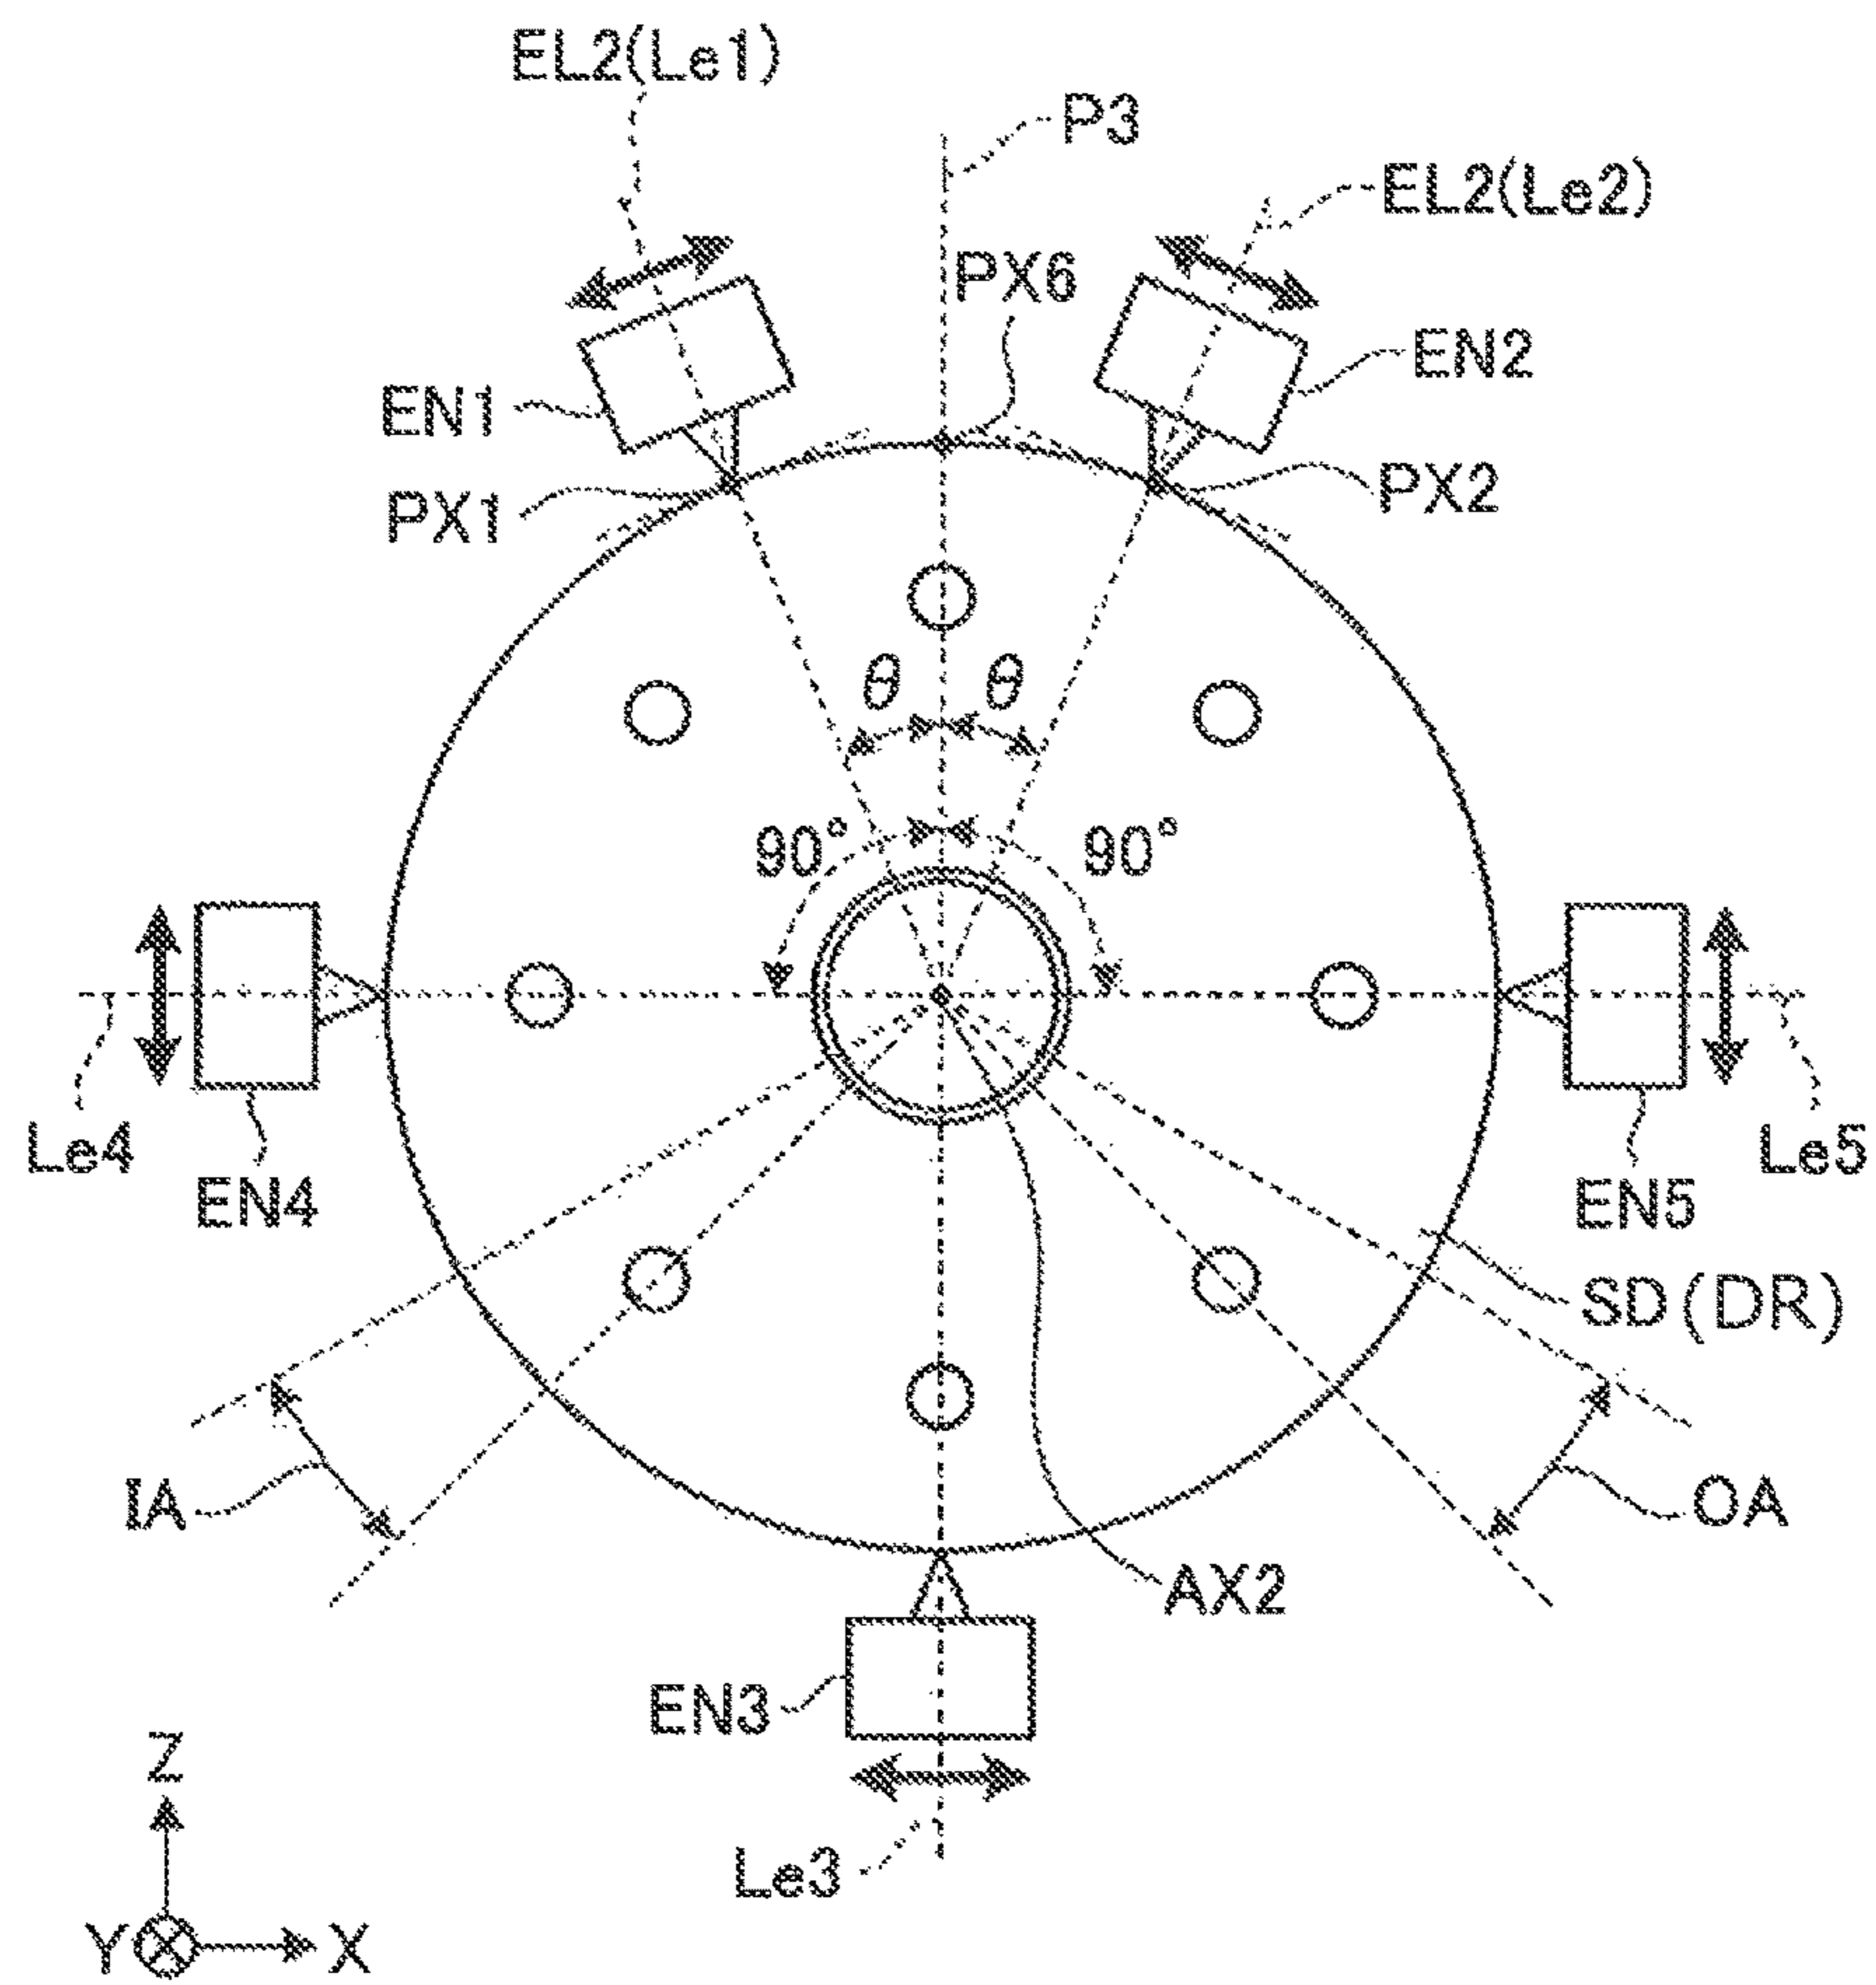 EL2(Le1)
P3
EL2(Le2)
PX6
EN2
EN1
PX2
PX1
θ θ
90° 90°
Le4
EN4
Le5
EN5
SD(DR)
IA
OA
AX2
EN3
Z
Le3
Y X